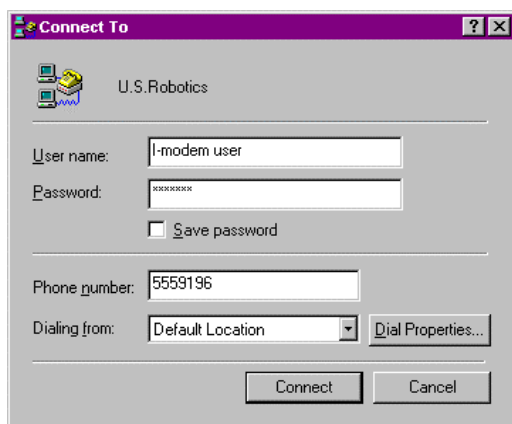 Connect To
U.S.Robotics
User name: I-modem user
Password: xxxxxxx
Save password
Phone number: 5559196
Dialing from: Default Location Dial Properties...
Connect Cancel